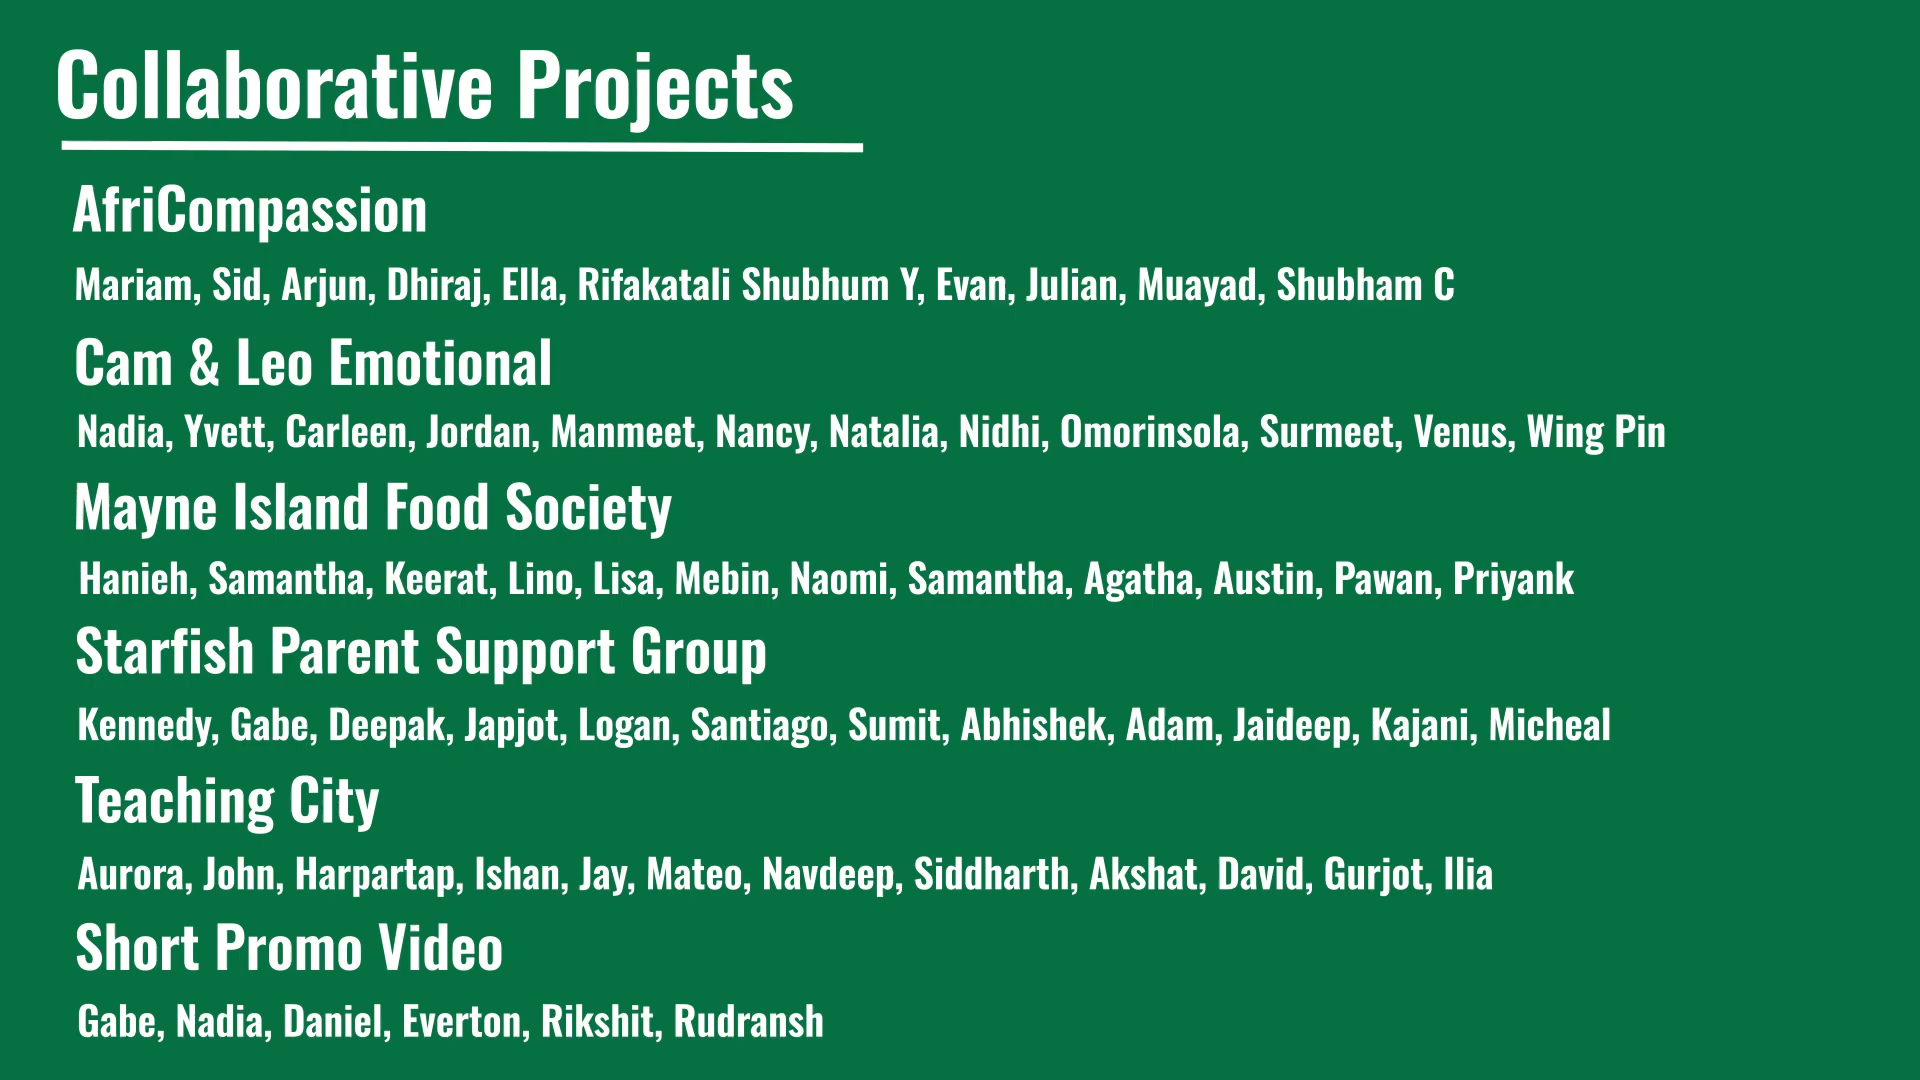 Collaborative Projects
AfriCompassion
Mariam, Sid, Arjun, Dhiraj, Ella, Rifakatali Shubhum Y, Evan, Julian, Muayad, Shubham C
Cam & Leo Emotional
Nadia, Yvett, Carleen, Jordan, Manmeet, Nancy, Natalia, Nidhi, Omorinsola, Surmeet, Venus, Wing Pin
Mayne Island Food Society
Hanieh, Samantha, Keerat, Lino, Lisa, Mebin, Naomi, Samantha, Agatha, Austin, Pawan, Priyank
Starfish Parent Support Group
Kennedy, Gabe, Deepak, Japjot, Logan, Santiago, Sumit, Abhishek, Adam, Jaideep, Kajani, Micheal
Teaching City
Aurora, John, Harpartap, Ishan, Jay, Mateo, Navdeep, Siddharth, Akshat, David, Gurjot, Ilia
Short Promo Video
Gabe, Nadia, Daniel, Everton, Rikshit, Rudransh